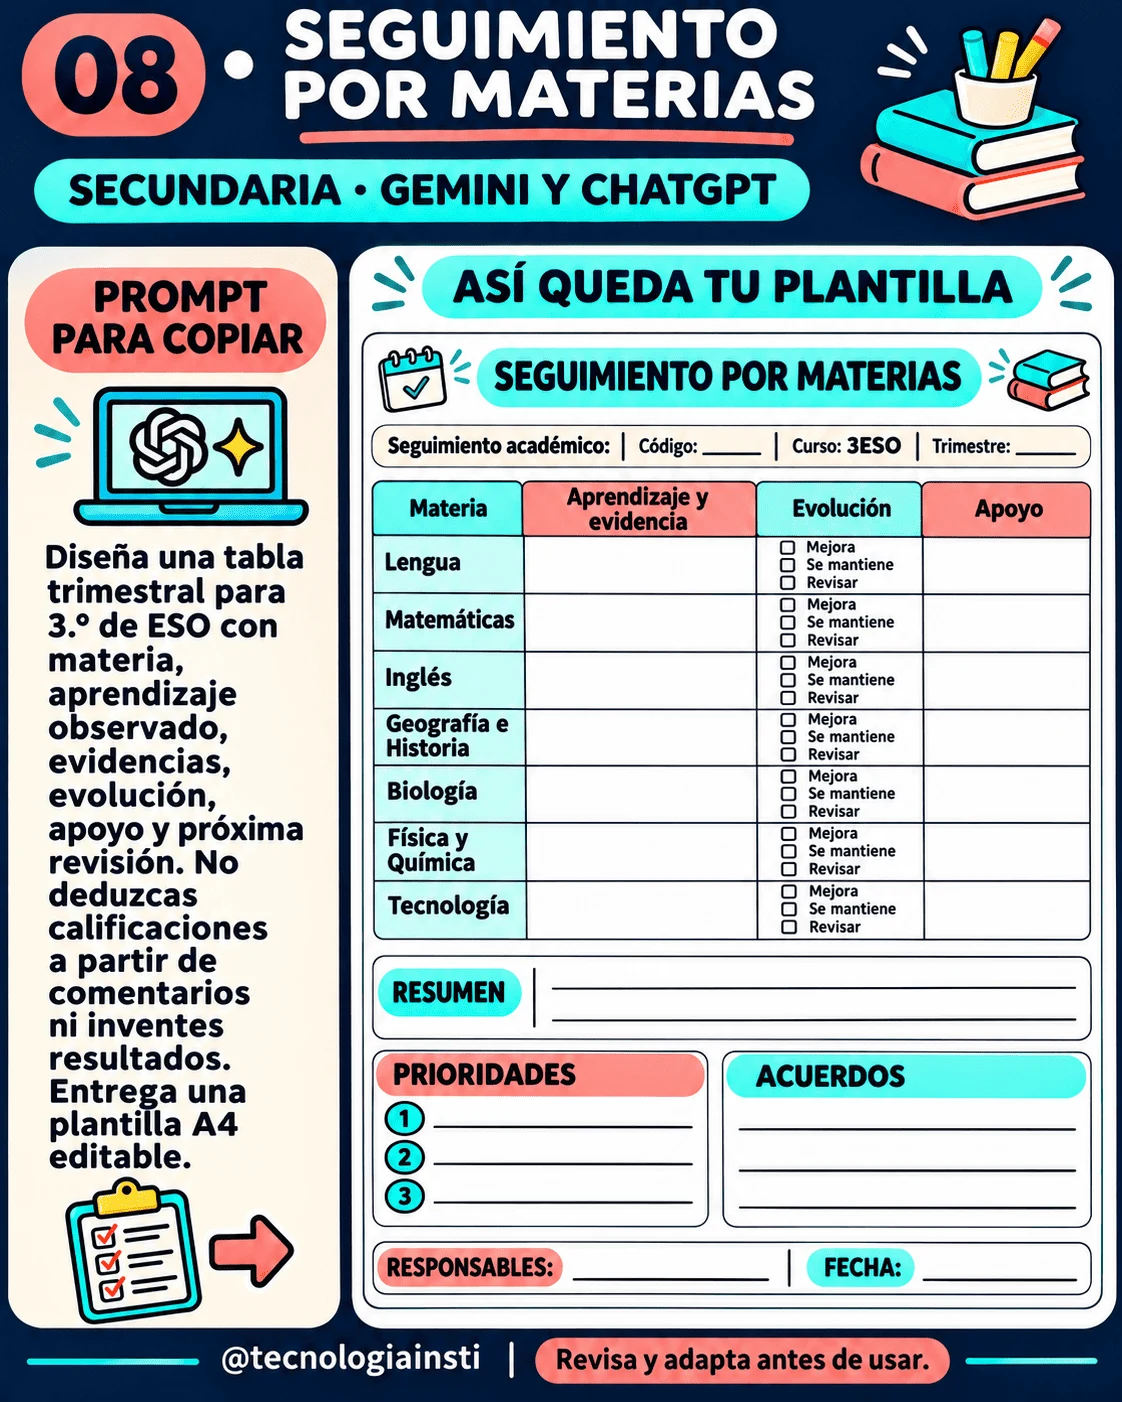 08 • SEGUIMIENTO
POR MATERIAS
SECUNDARIA • GEMINI Y CHATGPT
PROMPT
PARA COPIAR
Diseña una tabla
trimestral para
3.º de ESO con
materia,
aprendizaje
observado,
evidencias,
evolución,
apoyo y próxima
revisión. No
deduzcas
calificaciones
a partir de
comentarios
ni inventes
resultados.
Entrega una
plantilla A4
editable.
ASÍ QUEDA TU PLANTILLA
SEGUIMIENTO POR MATERIAS
Seguimiento académico: | Código: ____ | Curso: 3ESO | Trimestre: ____
Materia
Aprendizaje y
evidencia
Evolución
Apoyo
Lengua
Mejora
Se mantiene
Revisar
Matemáticas
Mejora
Se mantiene
Revisar
Inglés
Mejora
Se mantiene
Revisar
Geografía e
Historia
Mejora
Se mantiene
Revisar
Biología
Mejora
Se mantiene
Revisar
Física y
Química
Mejora
Se mantiene
Revisar
Tecnología
Mejora
Se mantiene
Revisar
RESUMEN
PRIORIDADES
1
2
3
ACUERDOS
RESPONSABLES: ____ | FECHA: ____
@tecnologiainsti | Revisa y adapta antes de usar.